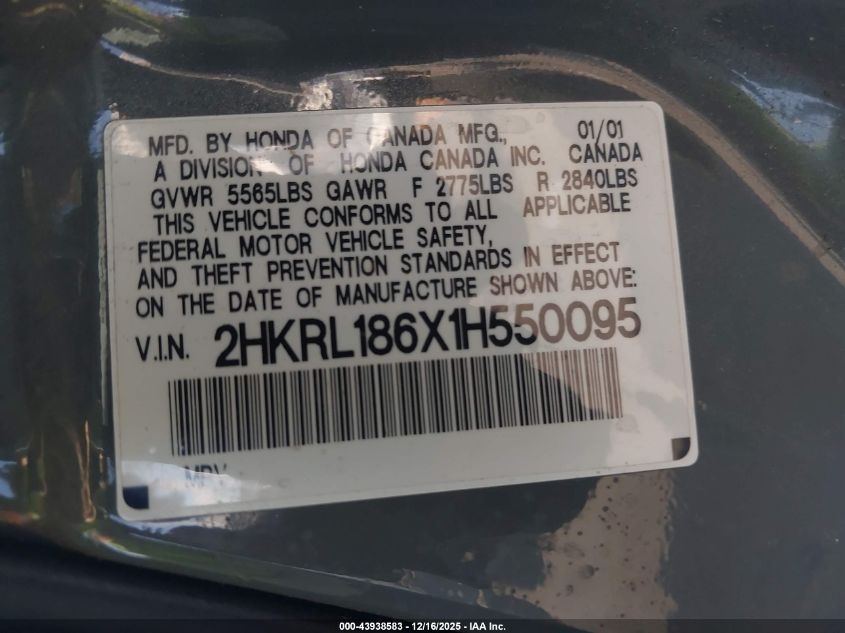 MFD. BY HONDA OF CANADA MFG., 01/01
A DIVISION OF HONDA CANADA INC. CANADA
GVWR 5565LBS GAWR F 2775LBS R 2840LBS
THIS VEHICLE CONFORMS TO ALL APPLICABLE
FEDERAL MOTOR VEHICLE SAFETY,
AND THEFT PREVENTION STANDARDS IN EFFECT
ON THE DATE OF MANUFACTURE SHOWN ABOVE:
V.I.N. 2HKRL186X1H550095
MPV
000-43938583 - 12/16/2025 - IAA Inc.